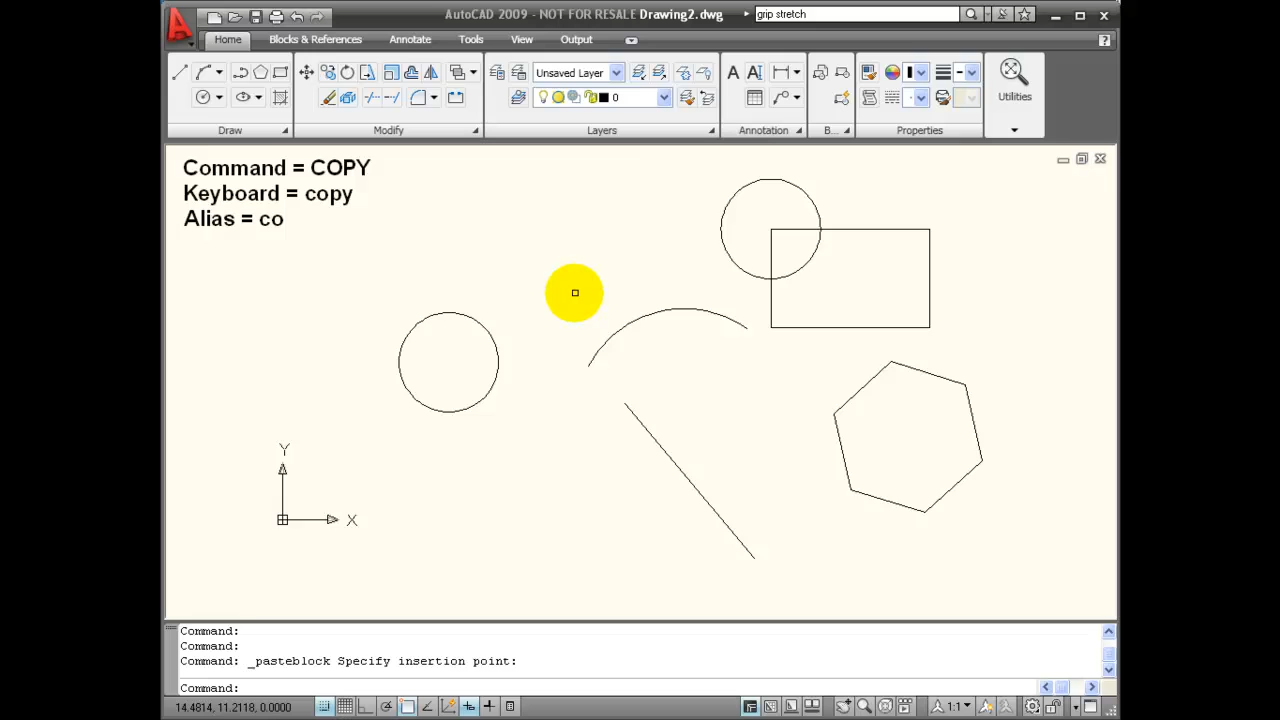 AutoCAD 2009 - NOT FOR RESALE Drawing2.dwg
grip stretch
Home
Blocks & References
Annotate
Tools
View
Output
Unsaved Layer
0
Utilities
Draw
Modify
Layers
Annotation
B...
Properties
Command = COPY
Keyboard = copy
Alias = co
Y
X
Command:
Command:
Command: _pasteblock Specify insertion point:
Command:
14.4814, 11.2118, 0.0000
1:1